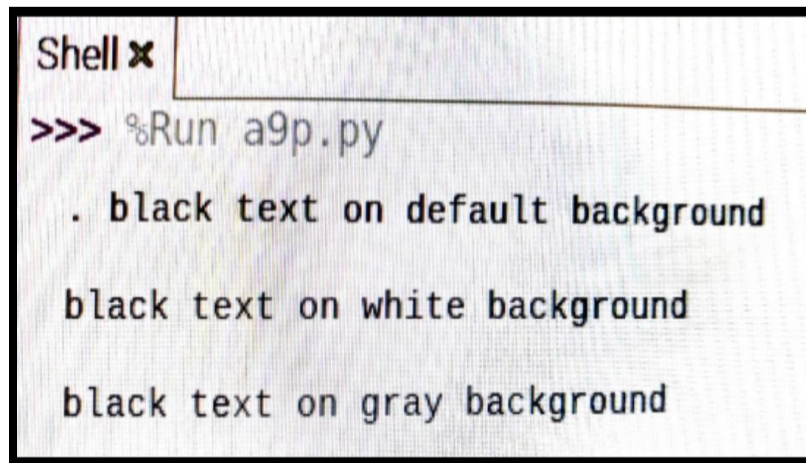 Shell ×
>>> %Run a9p.py
. black text on default background
black text on white background
black text on gray background